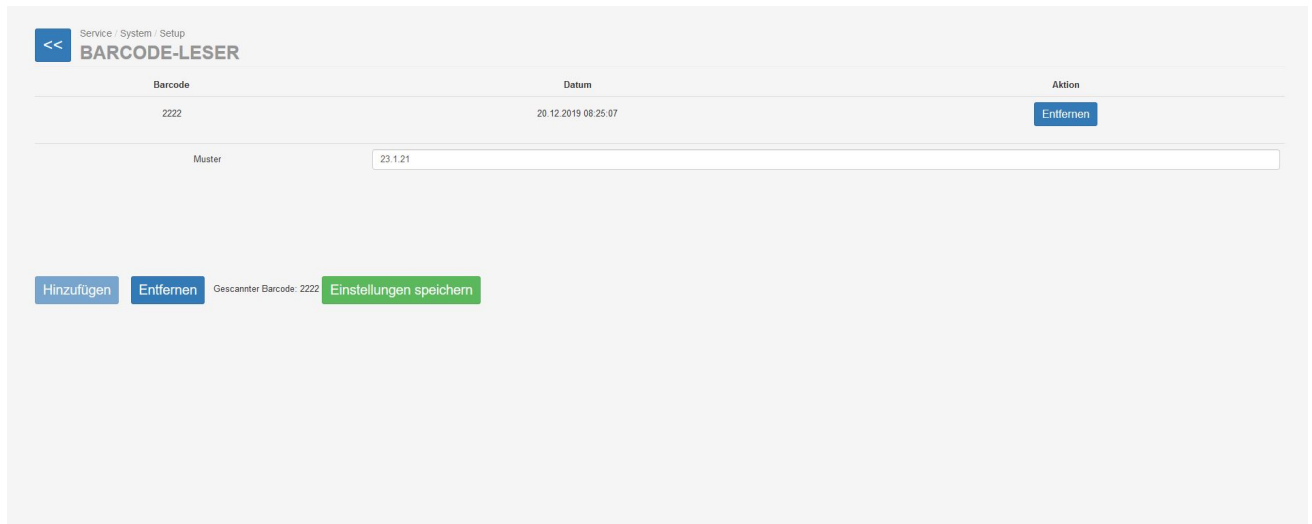 <<
Service / System / Setup
BARCODE-LESER
Barcode Datum Aktion
2222 20.12.2019 08:25:07 Entfernen
Muster 23.1.21
Hinzufügen Entfernen Gescannter Barcode: 2222 Einstellungen speichern